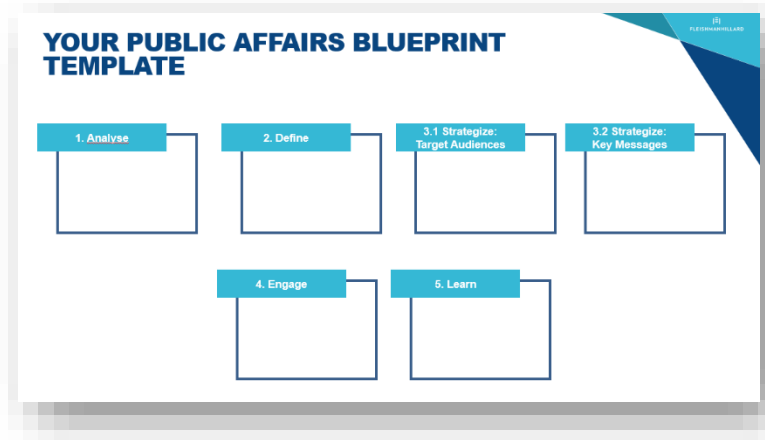 YOUR PUBLIC AFFAIRS BLUEPRINT
TEMPLATE
FLEISHMANHILLARD
1. Analyse
2. Define
3.1 Strategize:
Target Audiences
3.2 Strategize:
Key Messages
4. Engage
5. Learn